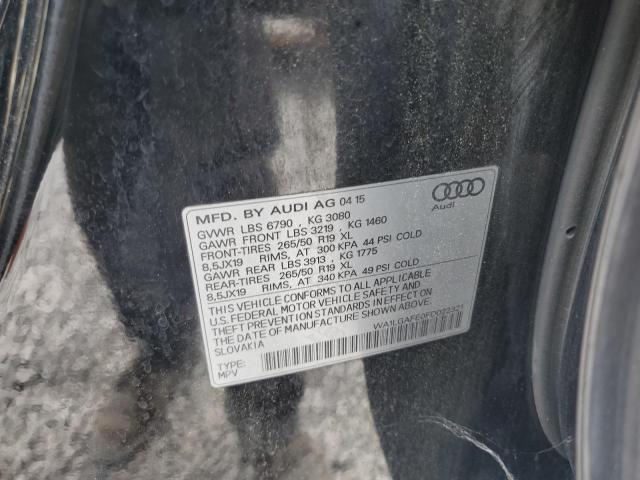 MFD. BY AUDI AG 04 15
GVWR LBS 6790 , KG 3080
GAWR FRONT LBS 3219 , KG 1460
FRONT-TIRES 265/50 R19 XL
8,5JX19 RIMS, AT 300 KPA 44 PSI COLD
GAWR REAR LBS 3913 , KG 1775
REAR-TIRES 265/50 R19 XL
8,5JX19 RIMS, AT 340 KPA 49 PSI COLD
THIS VEHICLE CONFORMS TO ALL APPLICABLE
U.S. FEDERAL MOTOR VEHICLE SAFETY AND
THEFT PREVENTION STANDARDS IN EFFECT ON
THE DATE OF MANUFACTURE SHOWN ABOVE.
SLOVAKIA
TYPE:
MPV
WA1LGAFE0FD023321
Audi